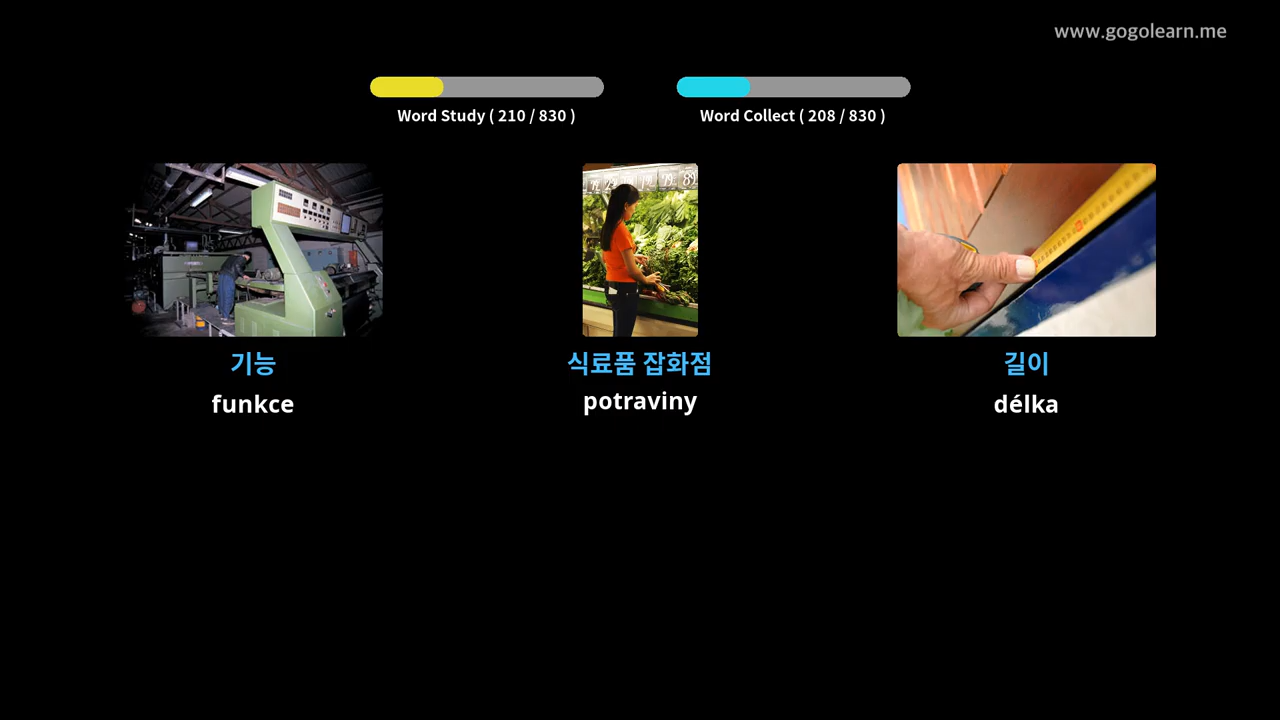 www.gogolearn.me
Word Study ( 210 / 830 )
Word Collect ( 208 / 830 )
기능
funkce
식료품 잡화점
potraviny
길이
délka